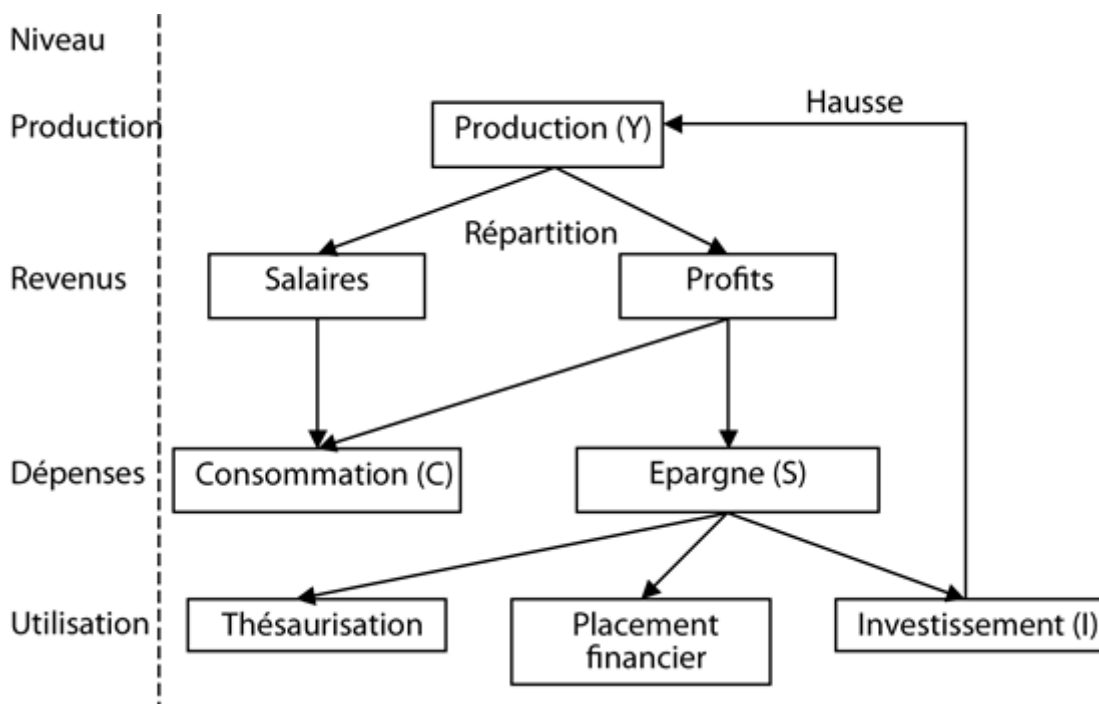 Niveau
Hausse
Production
Production (Y)
Répartition
Revenus
Salaires
Profits
Dépenses
Consommation (C)
Epargne (S)
Utilisation
Thésaurisation
Placement
financier
Investissement (I)